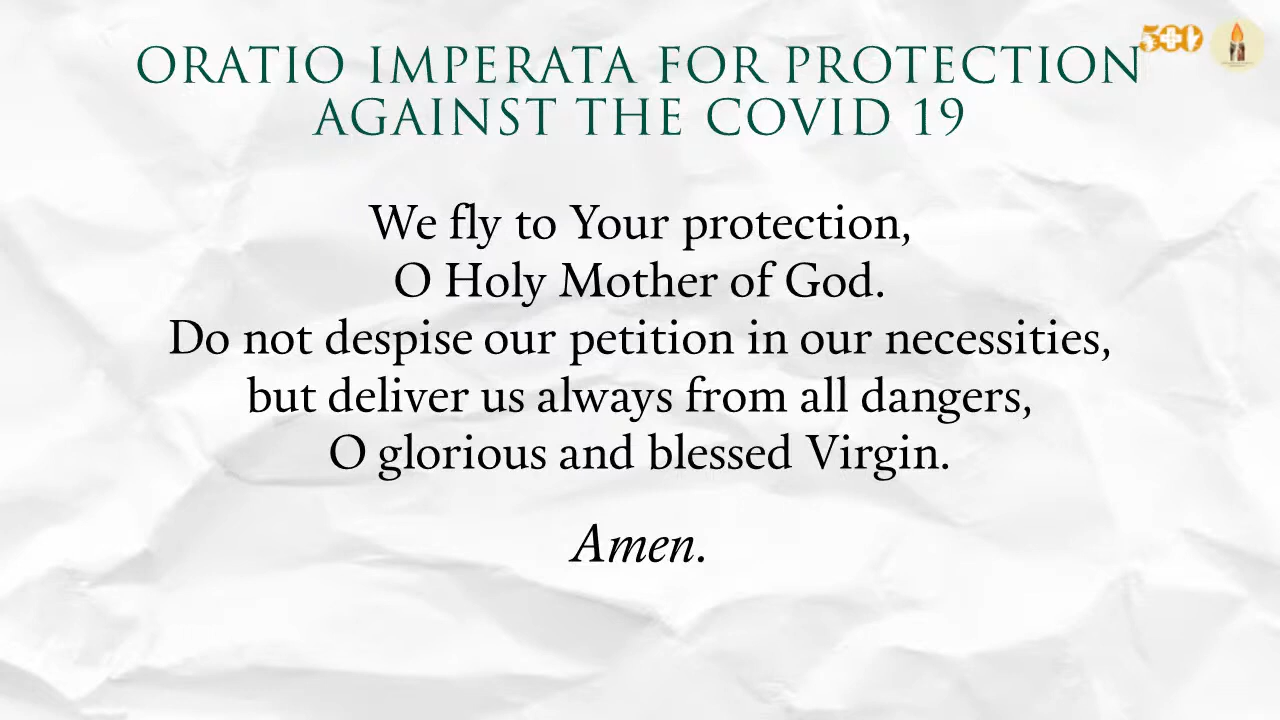 ORATIO IMPERATA FOR PROTECTION
AGAINST THE COVID 19
500
We fly to Your protection,
O Holy Mother of God.
Do not despise our petition in our necessities,
but deliver us always from all dangers,
O glorious and blessed Virgin.
Amen.